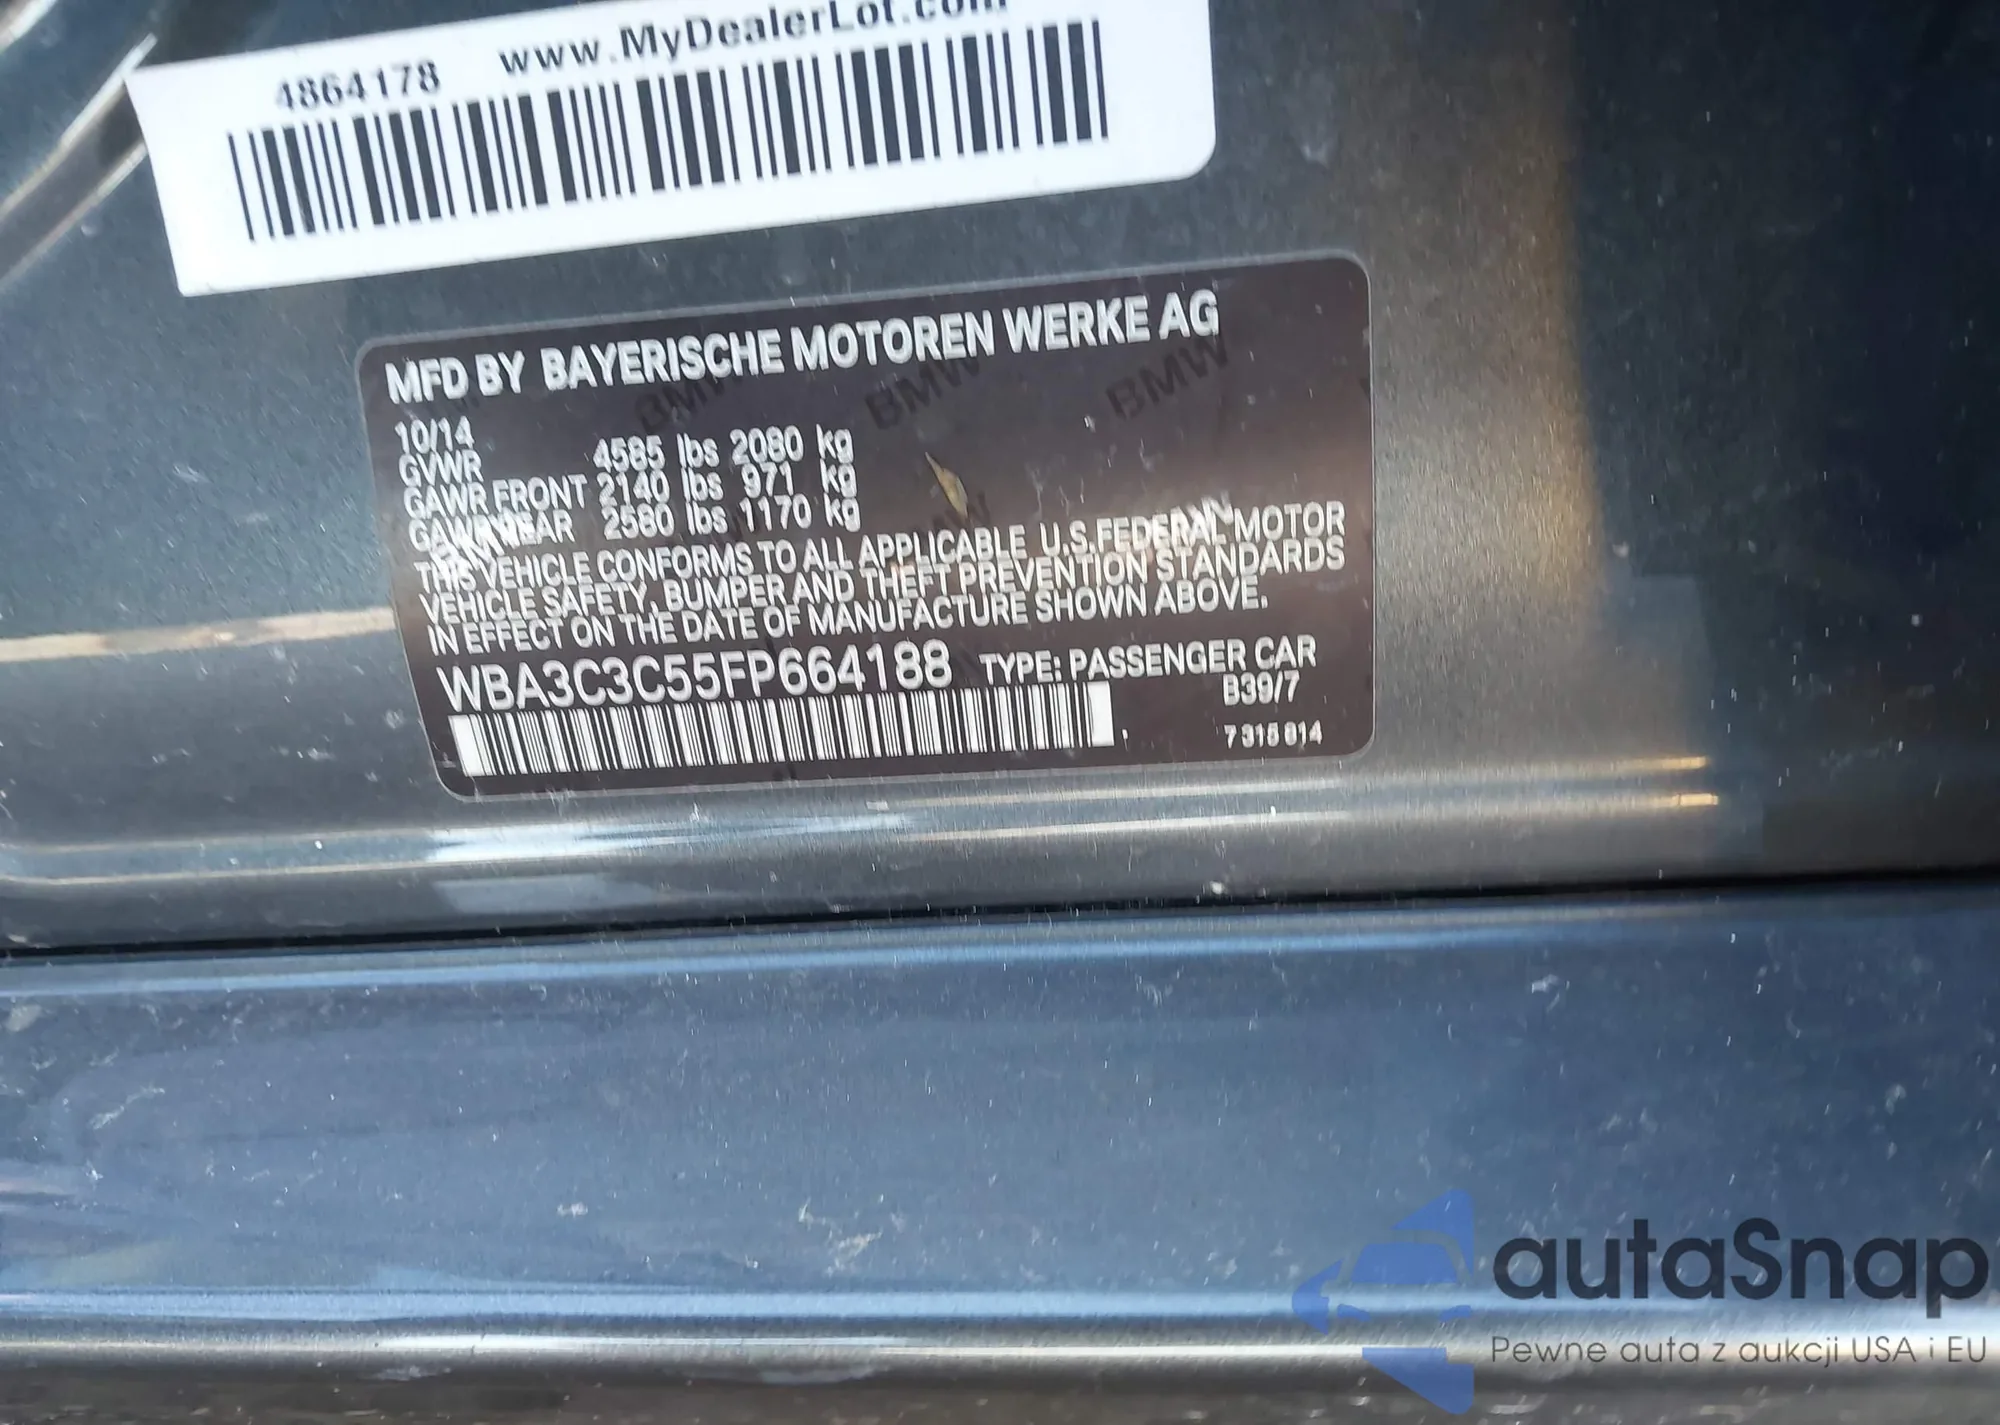 4864178 www.MyDealerLot.com
MFD BY BAYERISCHE MOTOREN WERKE AG
10/14
GVWR 4585 lbs 2080 kg
GAWR FRONT 2140 lbs 971 kg
GAWR REAR 2580 lbs 1170 kg
THIS VEHICLE CONFORMS TO ALL APPLICABLE U.S.FEDERAL MOTOR
VEHICLE SAFETY, BUMPER AND THEFT PREVENTION STANDARDS
IN EFFECT ON THE DATE OF MANUFACTURE SHOWN ABOVE.
WBA3C3C55FP664188 TYPE: PASSENGER CAR
B39/7
7 315 814
BMW BMW BMW
autaSnap
Pewne auta z aukcji USA i EU